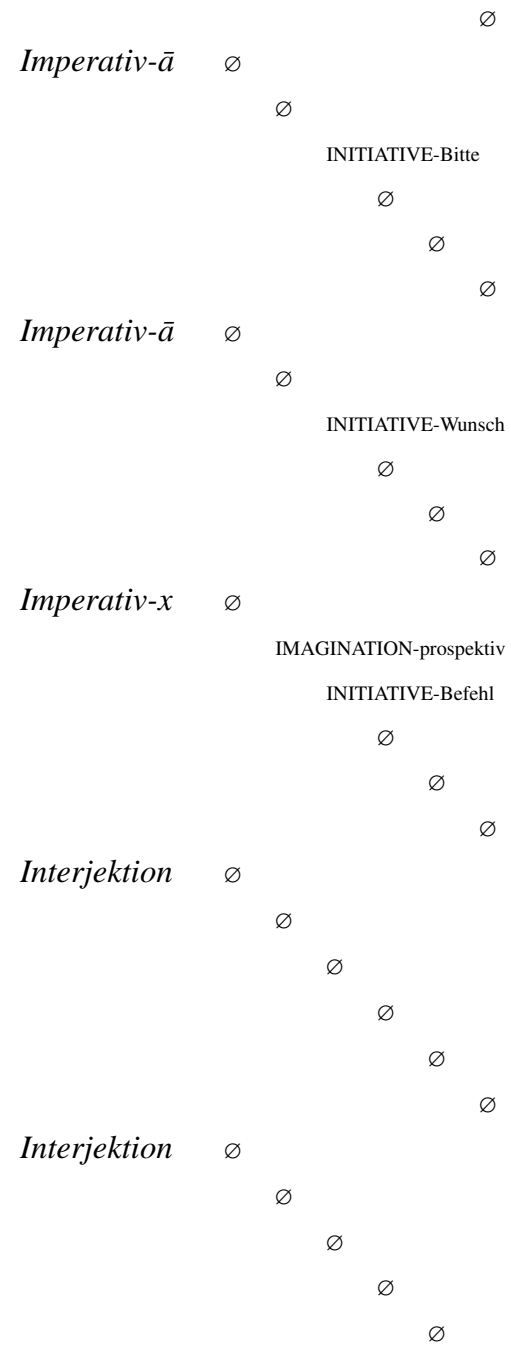 ∅
Imperativ-ā ∅
∅
INITIATIVE-Bitte
∅
∅
∅
Imperativ-ā ∅
∅
INITIATIVE-Wunsch
∅
∅
∅
Imperativ-x ∅
IMAGINATION-prospektiv
INITIATIVE-Befehl
∅
∅
∅
Interjektion ∅
∅
∅
∅
∅
∅
Interjektion ∅
∅
∅
∅
∅